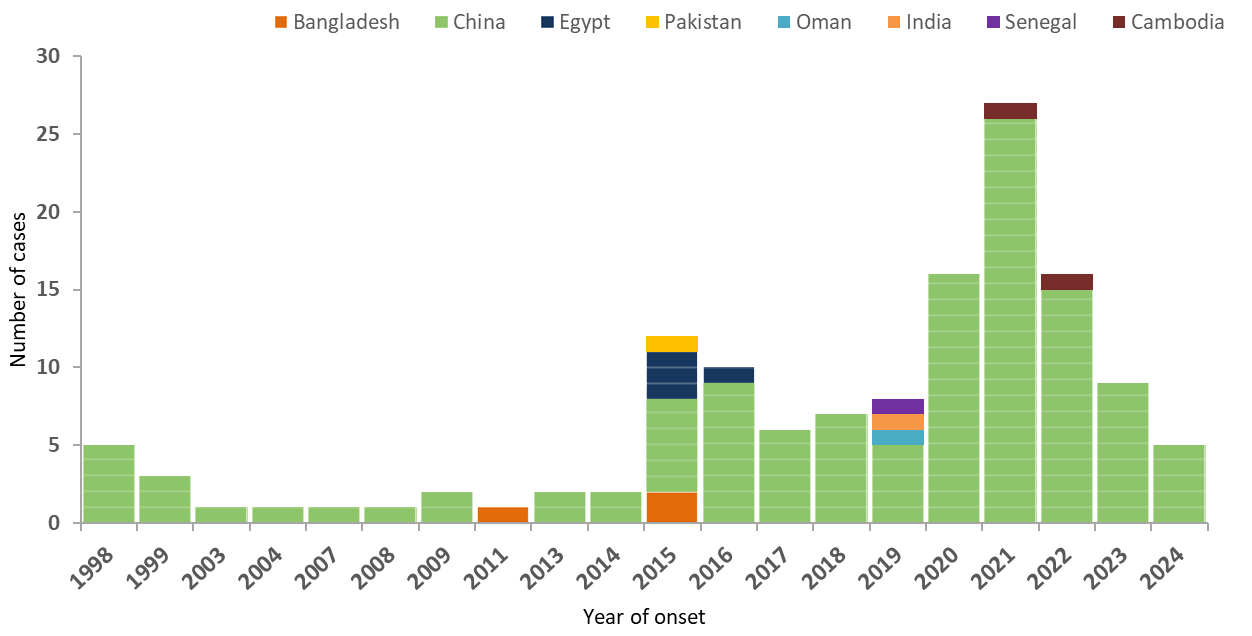 Bangladesh China Egypt Pakistan Oman India Senegal Cambodia
30
25
20
15
10
5
0
Number of cases
1998 1999 2003 2004 2007 2008 2009 2011 2013 2014 2015 2016 2017 2018 2019 2020 2021 2022 2023 2024
Year of onset